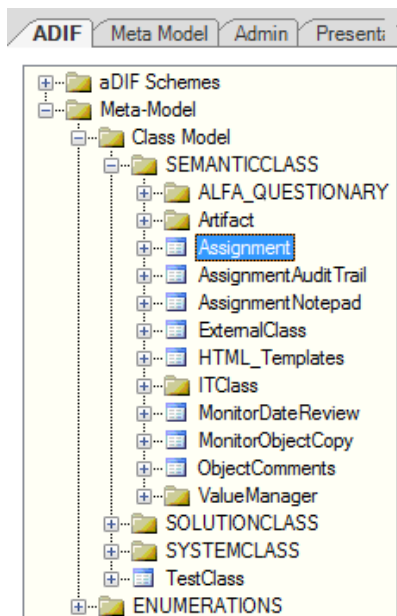 ADIF Meta Model Admin Present
aDIF Schemes
Meta-Model
Class Model
SEMANTICCLASS
ALFA_QUESTIONARY
Artifact
Assignment
AssignmentAuditTrail
AssignmentNotepad
ExternalClass
HTML_Templates
ITClass
MonitorDateReview
MonitorObjectCopy
ObjectComments
ValueManager
SOLUTIONCLASS
SYSTEMCLASS
TestClass
ENUMERATIONS